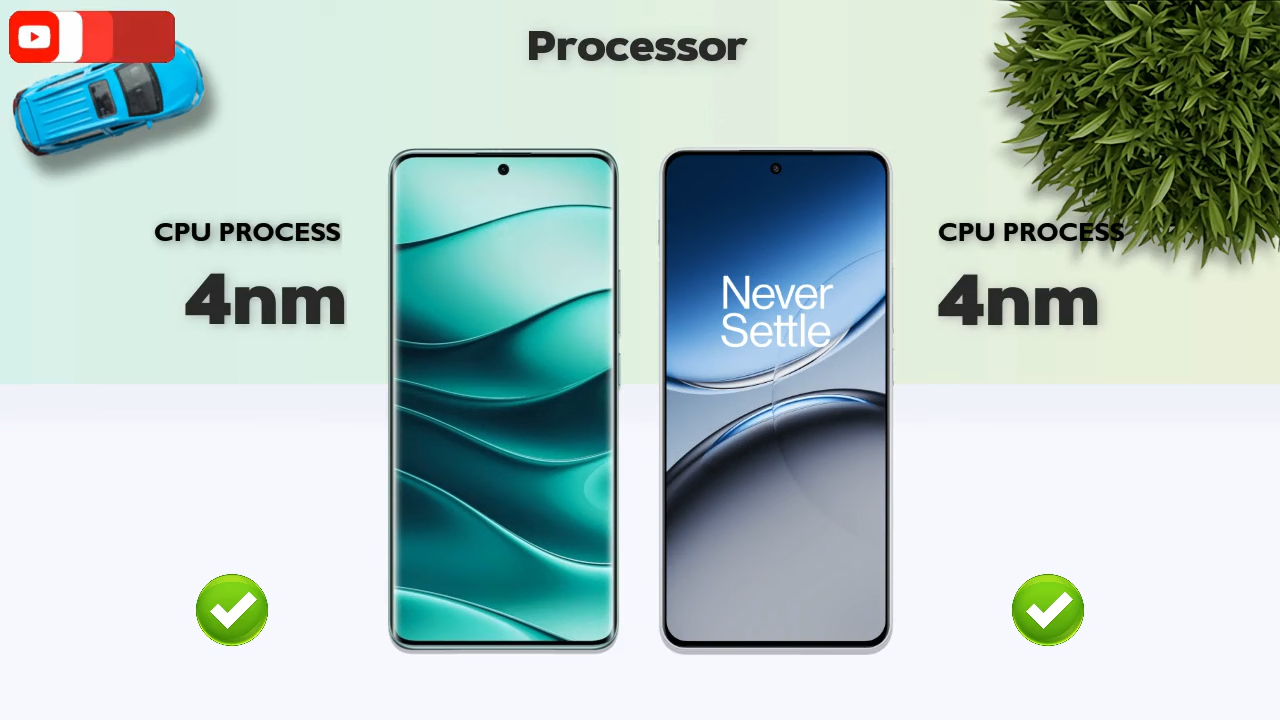 Processor
CPU PROCESS
4nm
Never
Settle
CPU PROCESS
4nm